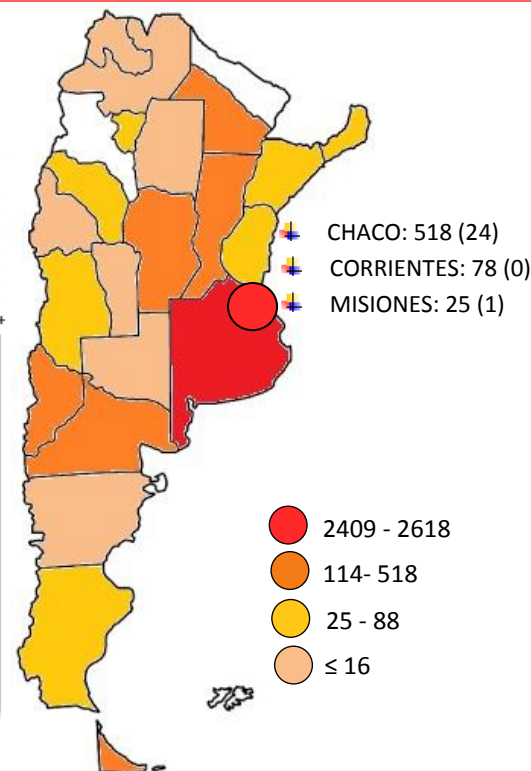 CHACO: 518 (24)
CORRIENTES: 78 (0)
MISIONES: 25 (1)
2409 - 2618
114- 518
25 - 88
≤ 16